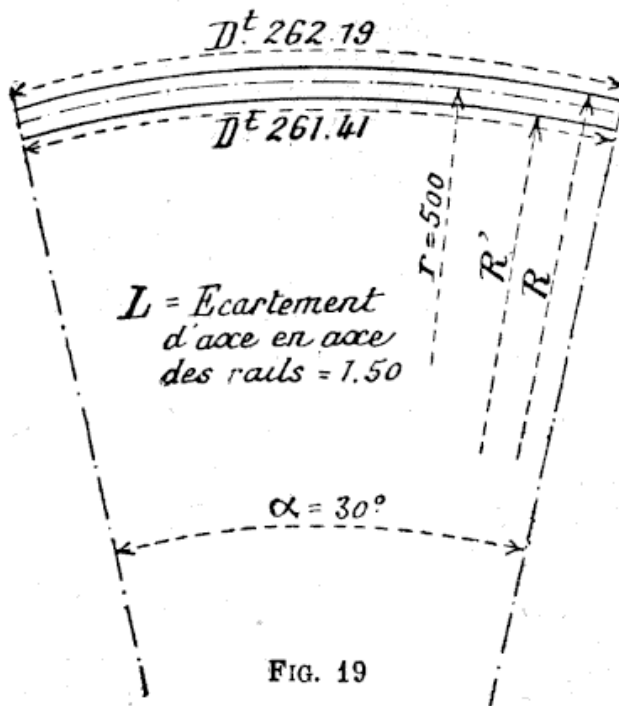 Dt 262.19
Dt 261.41
r = 500
R'
R
L = Ecartement
d'axe en axe
des rails = 1.50
α = 30°
FIG. 19